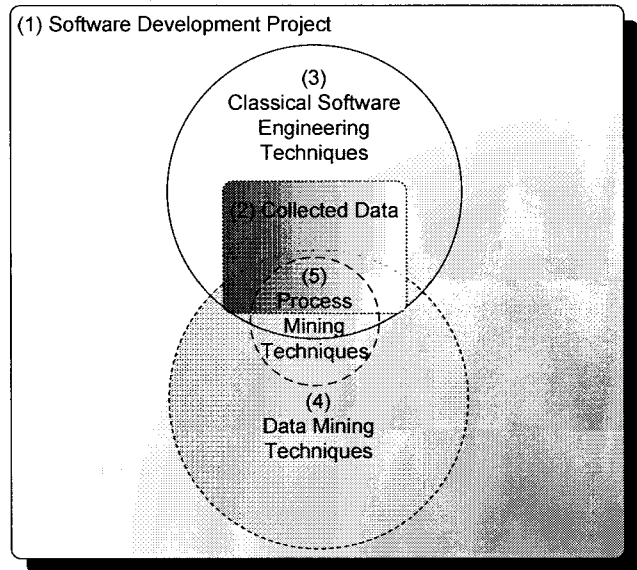 (1) Software Development Project
(3)
Classical Software
Engineering
Techniques
(2) Collected Data
(5)
Process
Mining
Techniques
(4)
Data Mining
Techniques